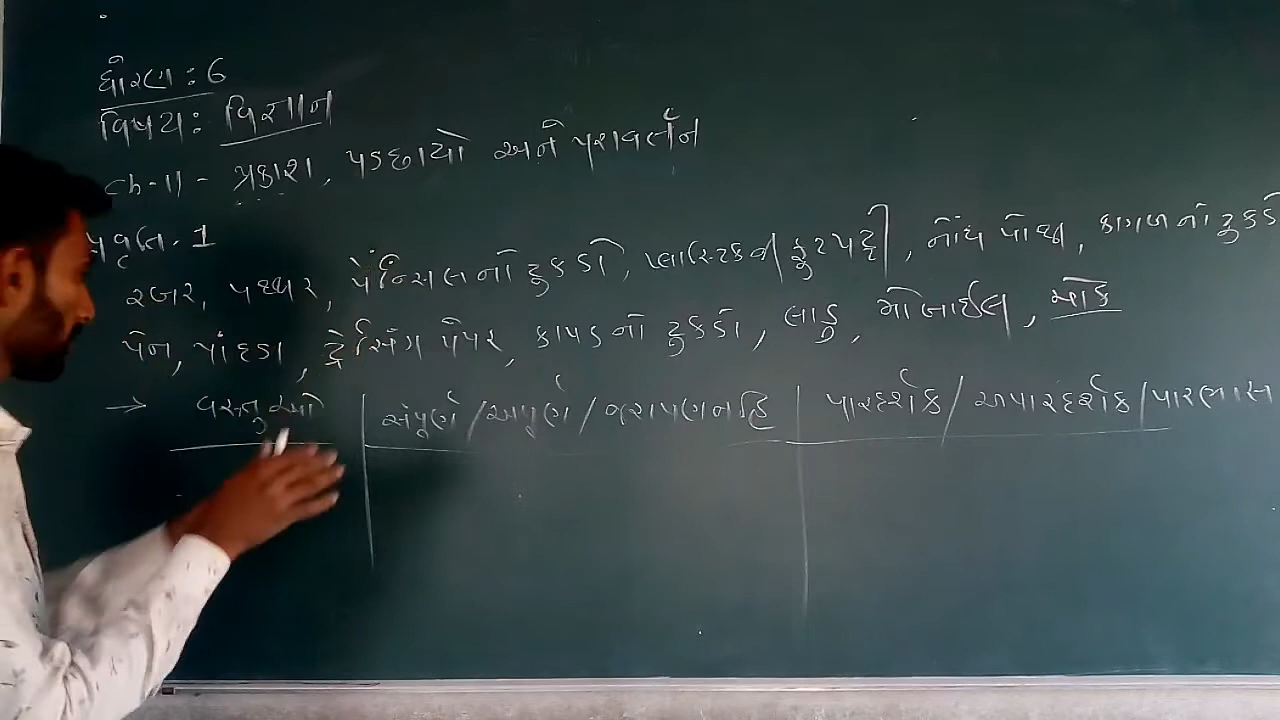 ધોરણ : 6
વિષય : વિજ્ઞાન
Ch-11 - પ્રકાશ, પડછાયો અને પરાવર્તન
પ્રવૃતિ. 1
રબર, પથ્થર, પેન્સિલનો ટુકડો, પ્લાસ્ટિકની ફૂટપટ્ટી, નોંધ પોથી, કાગળનો ટુકડો
પેન, પાંદડા, ટ્રેસિંગ પેપર, કાપડનો ટુકડો, લાડુ, મોબાઈલ, ચોક
→ વસ્તુઓ | સંપૂર્ણ / અપૂર્ણ / જરાપણ નહિ | પારદર્શક / અપારદર્શક / પારભાસ